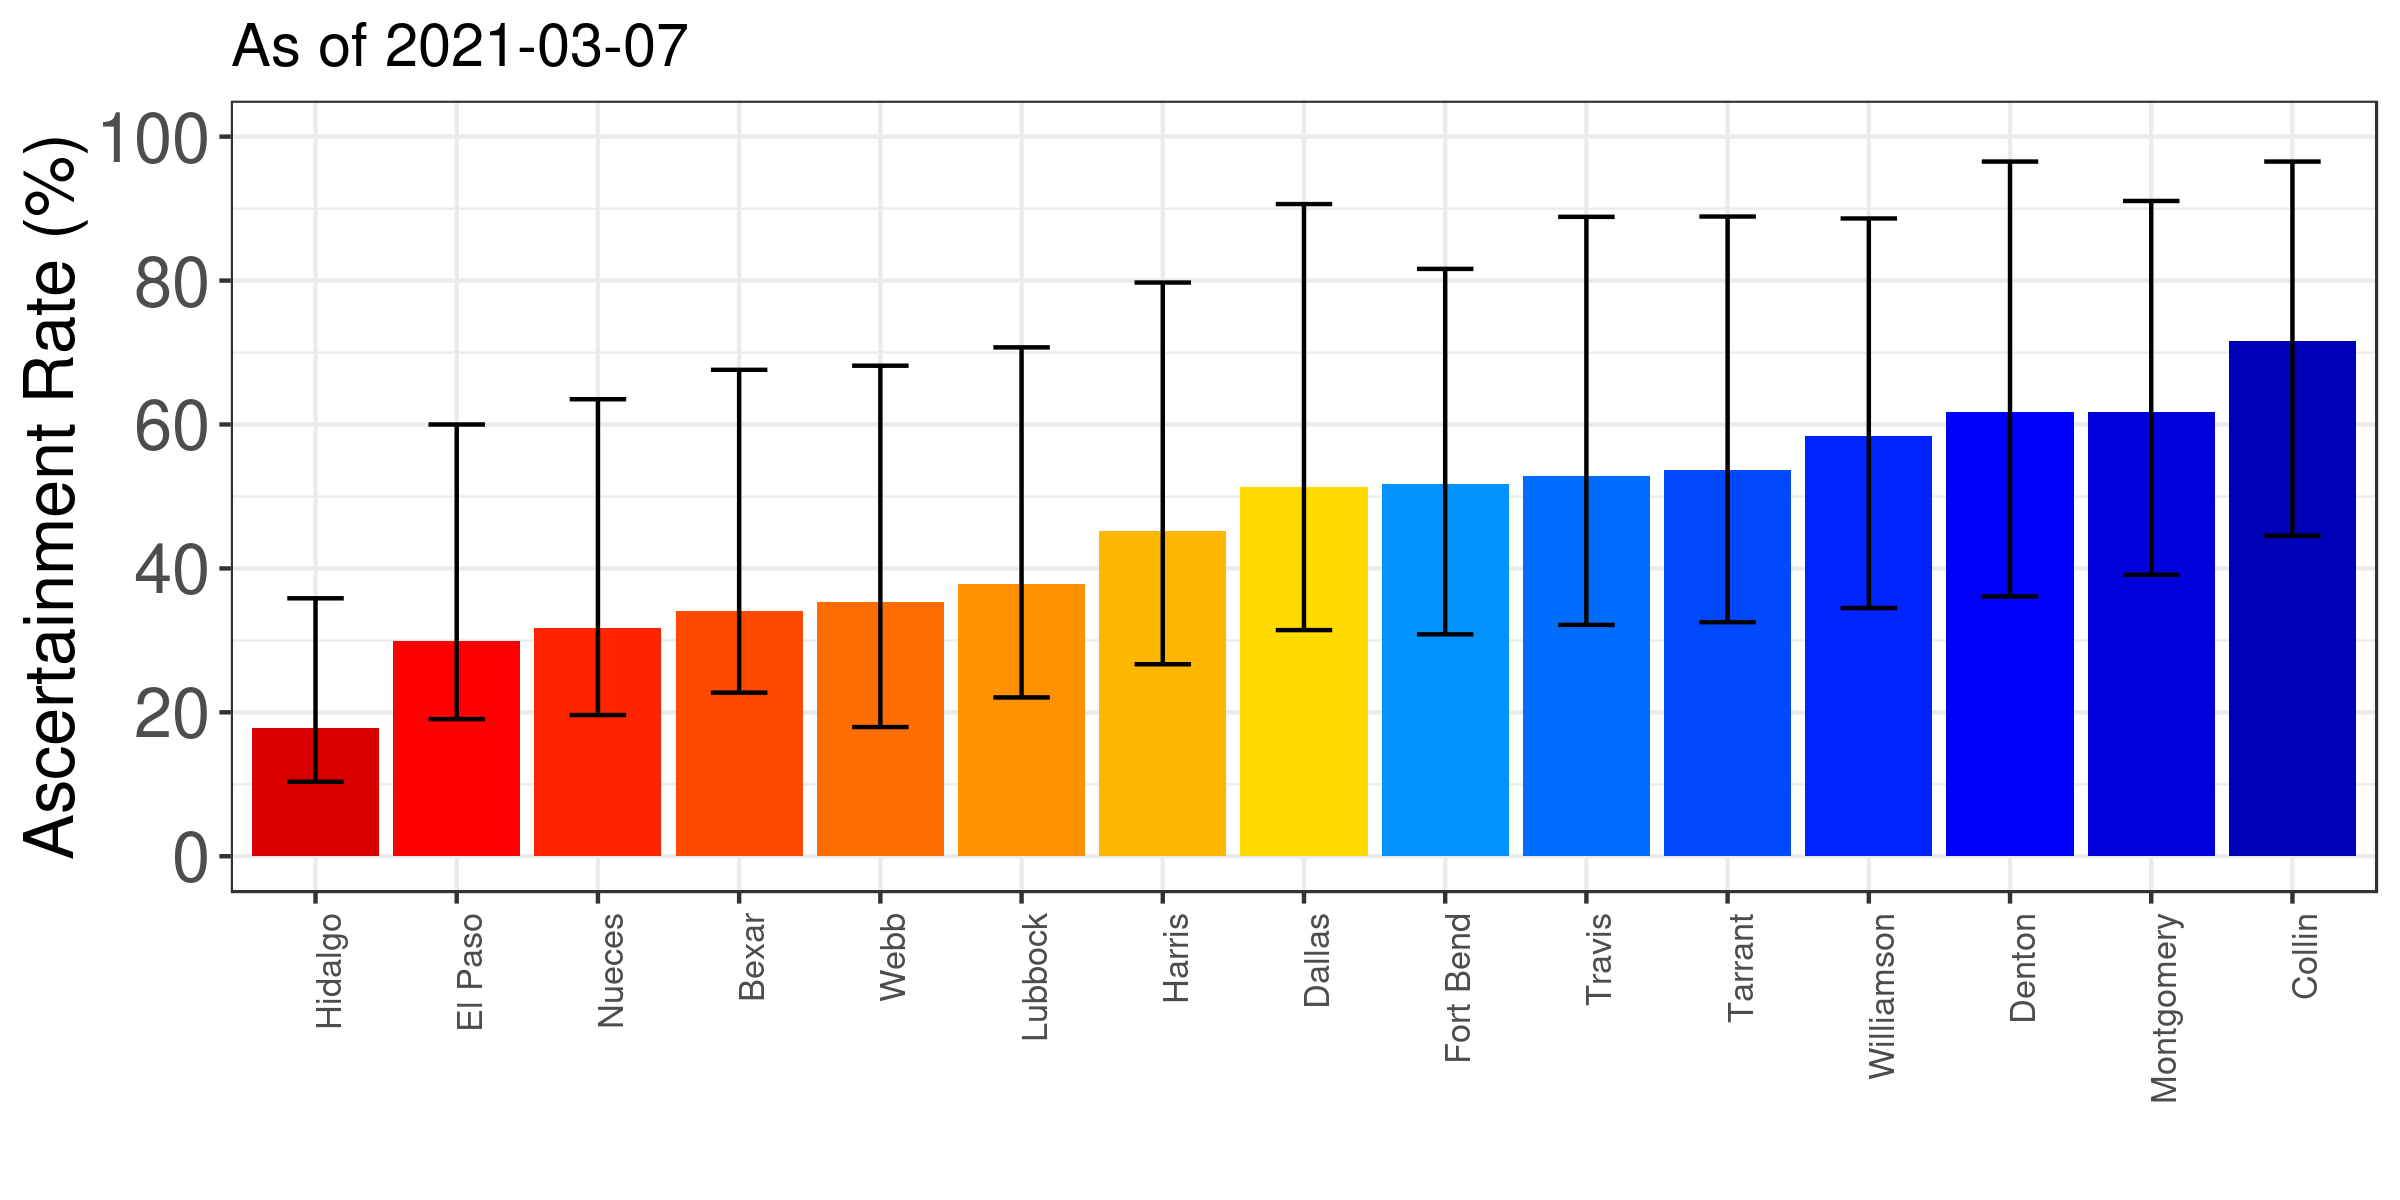 As of 2021-03-07
Ascertainment Rate (%)
100
80
60
40
20
0
Hidalgo
El Paso
Nueces
Bexar
Webb
Lubbock
Harris
Dallas
Fort Bend
Travis
Tarrant
Williamson
Denton
Montgomery
Collin